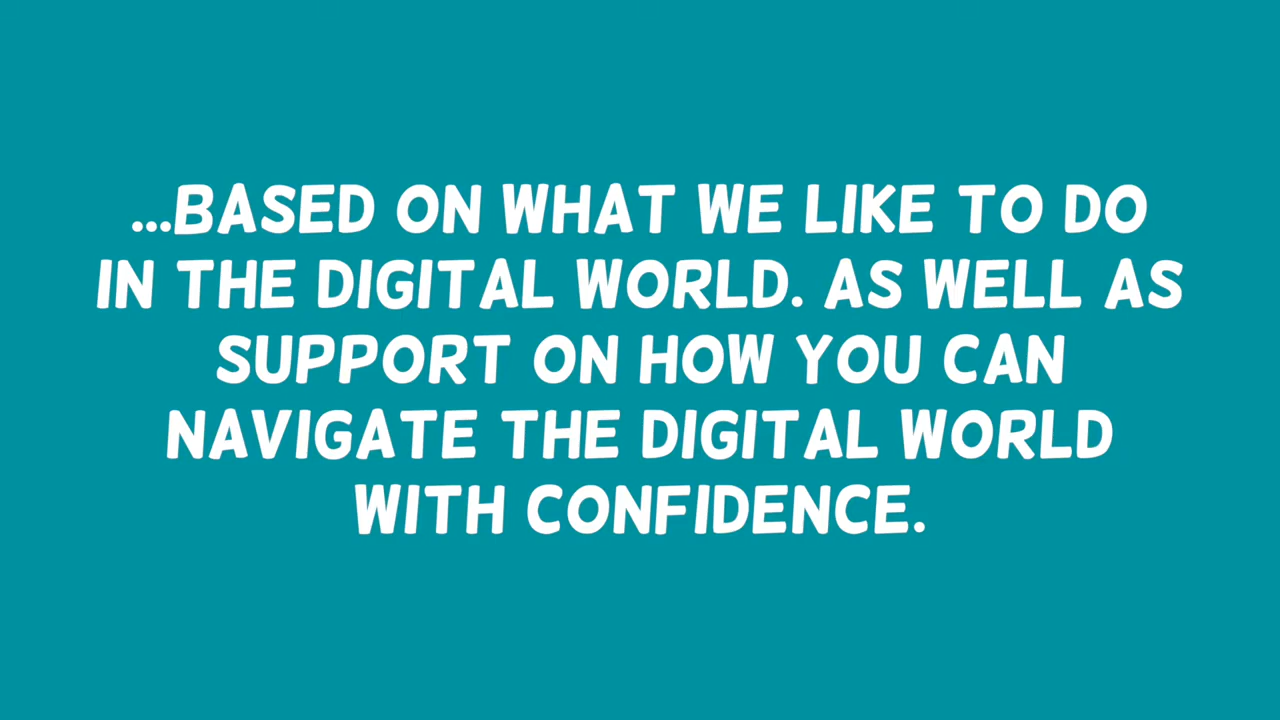 ...BASED ON WHAT WE LIKE TO DO
IN THE DIGITAL WORLD. AS WELL AS
SUPPORT ON HOW YOU CAN
NAVIGATE THE DIGITAL WORLD
WITH CONFIDENCE.